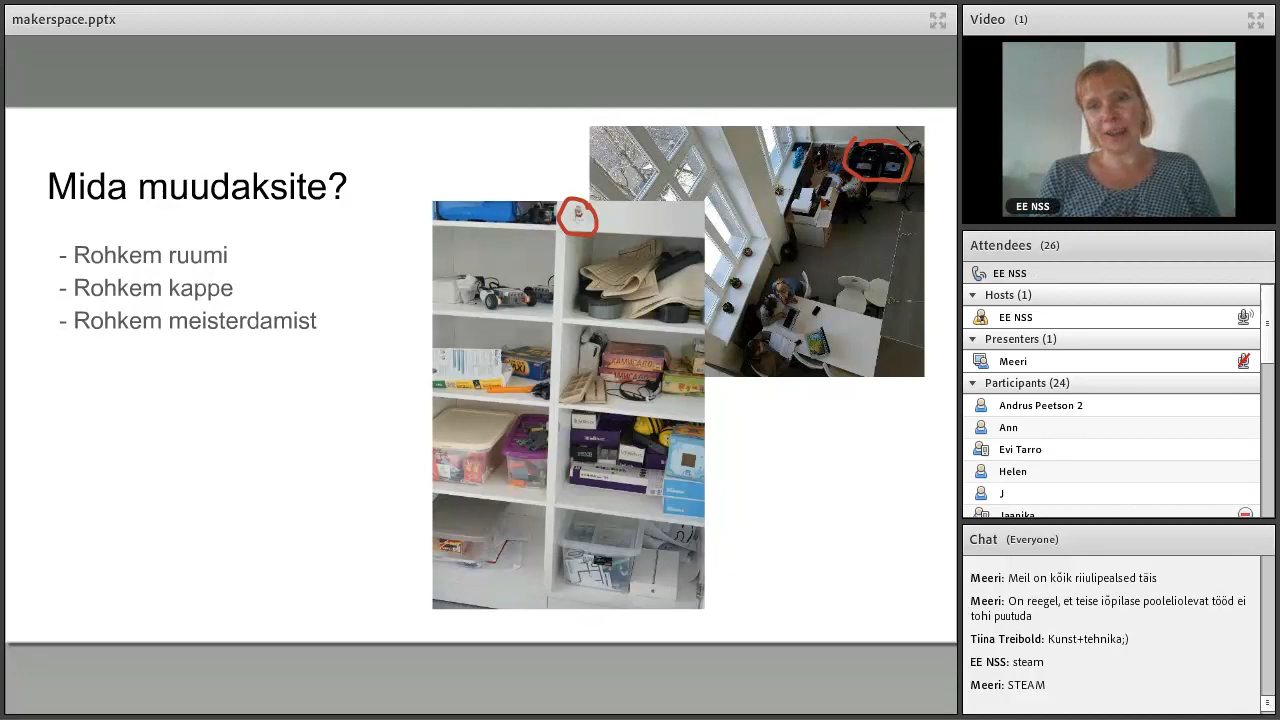 makerspace.pptx
Mida muudaksite?
- Rohkem ruumi
- Rohkem kappe
- Rohkem meisterdamist
Video (1)
EE NSS
Attendees (26)
EE NSS
Hosts (1)
EE NSS
Presenters (1)
Meeri
Participants (24)
Andrus Peetson 2
Ann
Evi Tarro
Helen
J
Jaanika
Chat (Everyone)
Meeri: Meil on kõik riiulipealsed täis
Meeri: On reegel, et teise iõpilase pooleliolevat tööd ei
tohi puutuda
Tiina Treibold: Kunst+tehnika;)
EE NSS: steam
Meeri: STEAM